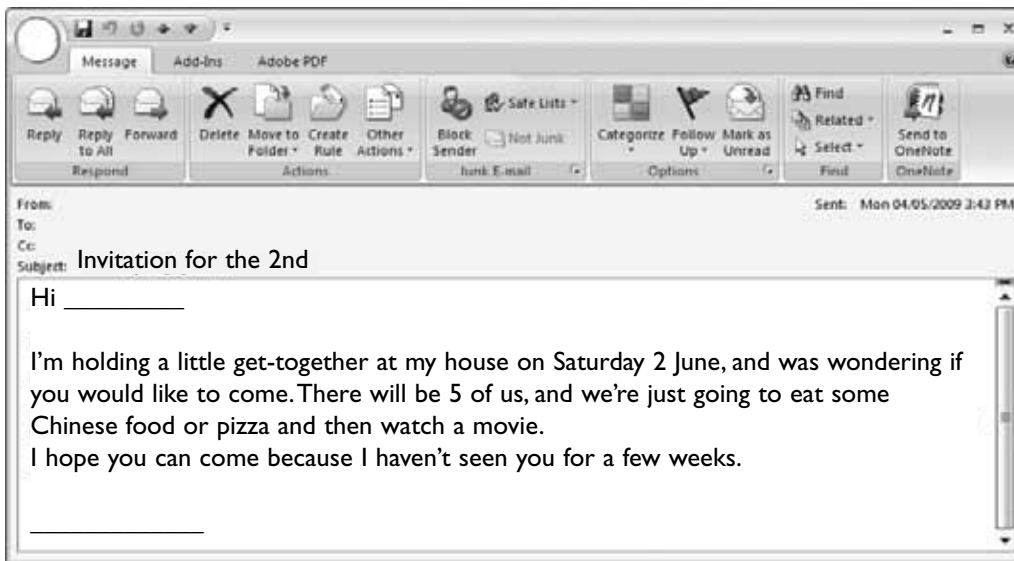 Message Add-Ins Adobe PDF
Reply Reply to All Forward Delete Move to Folder Create Rule Other Actions Block Sender Safe Lists Not Junk Categorize Follow Up Mark as Unread Find Related Select Send to OneNote
Respond Actions Junk E-mail Options Find OneNote
From: Sent: Mon 04/05/2009 3:43 PM
To:
Cc:
Subject: Invitation for the 2nd
Hi _________
I'm holding a little get-together at my house on Saturday 2 June, and was wondering if
you would like to come. There will be 5 of us, and we're just going to eat some
Chinese food or pizza and then watch a movie.
I hope you can come because I haven't seen you for a few weeks.
_____________